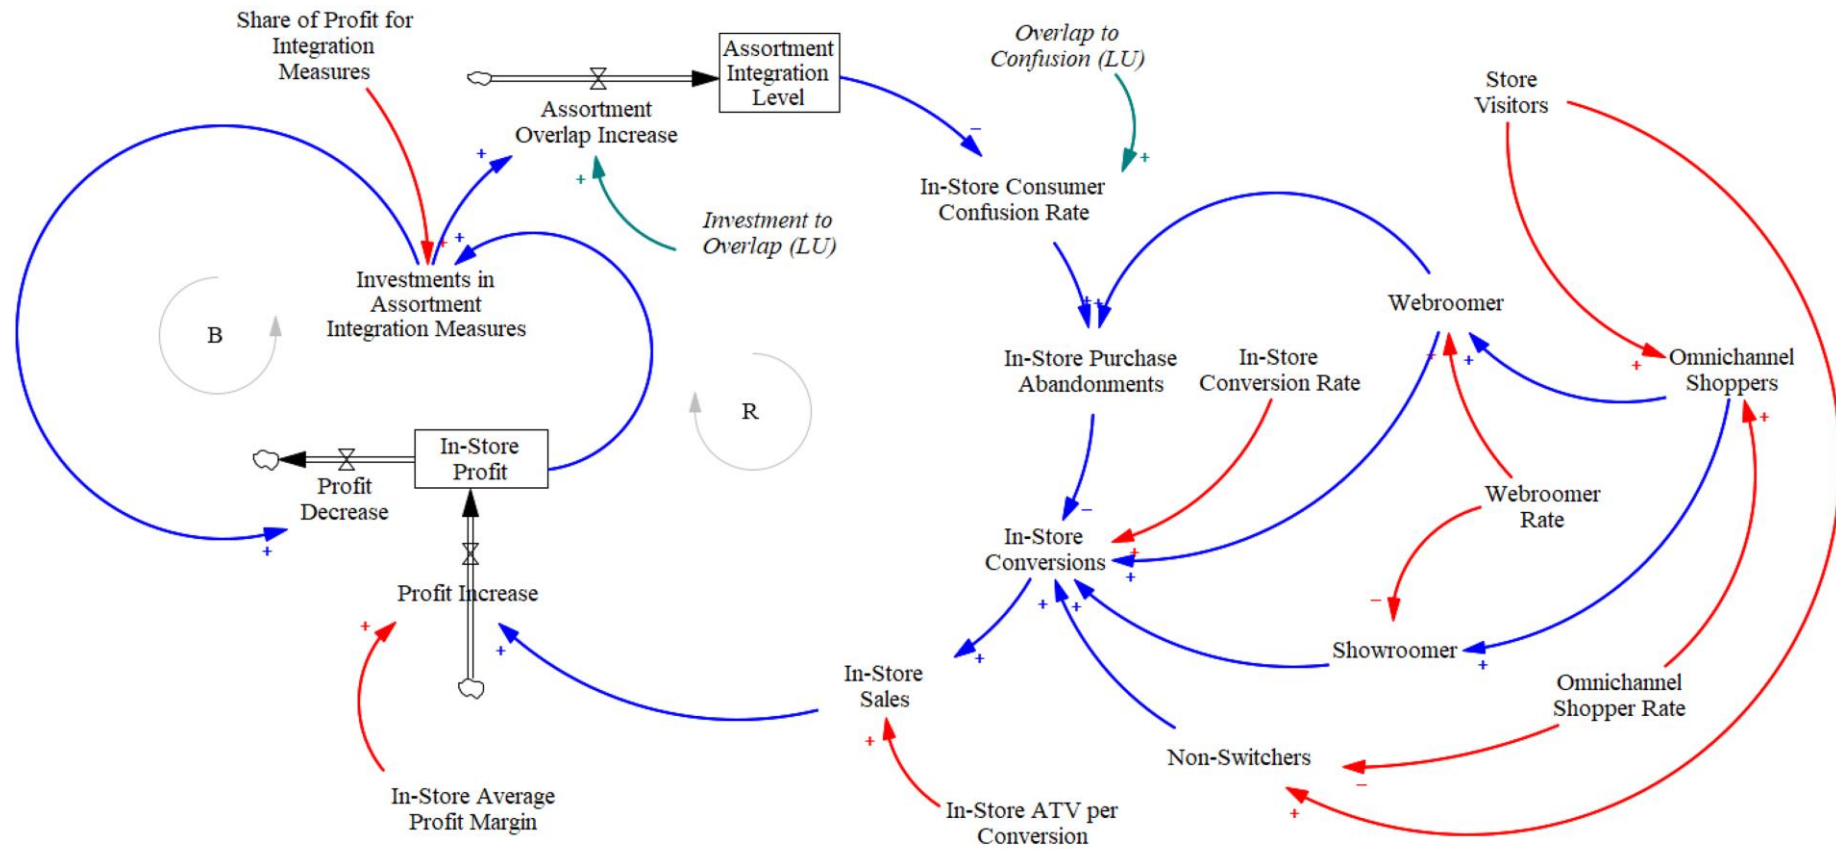 Share of Profit for
Integration
Measures
Assortment
Integration
Level
Overlap to
Confusion (LU)
Store
Visitors
Assortment
Overlap Increase
+
+
−
+
In-Store Consumer
Confusion Rate
Investment to
Overlap (LU)
+
+
Investments in
Assortment
Integration Measures
B
R
+
+
Webroomer
In-Store Purchase
Abandonments
In-Store
Conversion Rate
+
+
+
Omnichannel
Shoppers
+
In-Store
Profit
Profit
Decrease
+
Webroomer
Rate
−
In-Store
Conversions
+
+
Profit Increase
+
+
−
+
+
Showroomer
+
+
In-Store
Sales
Omnichannel
Shopper Rate
+
Non-Switchers
−
+
In-Store Average
Profit Margin
In-Store ATV per
Conversion